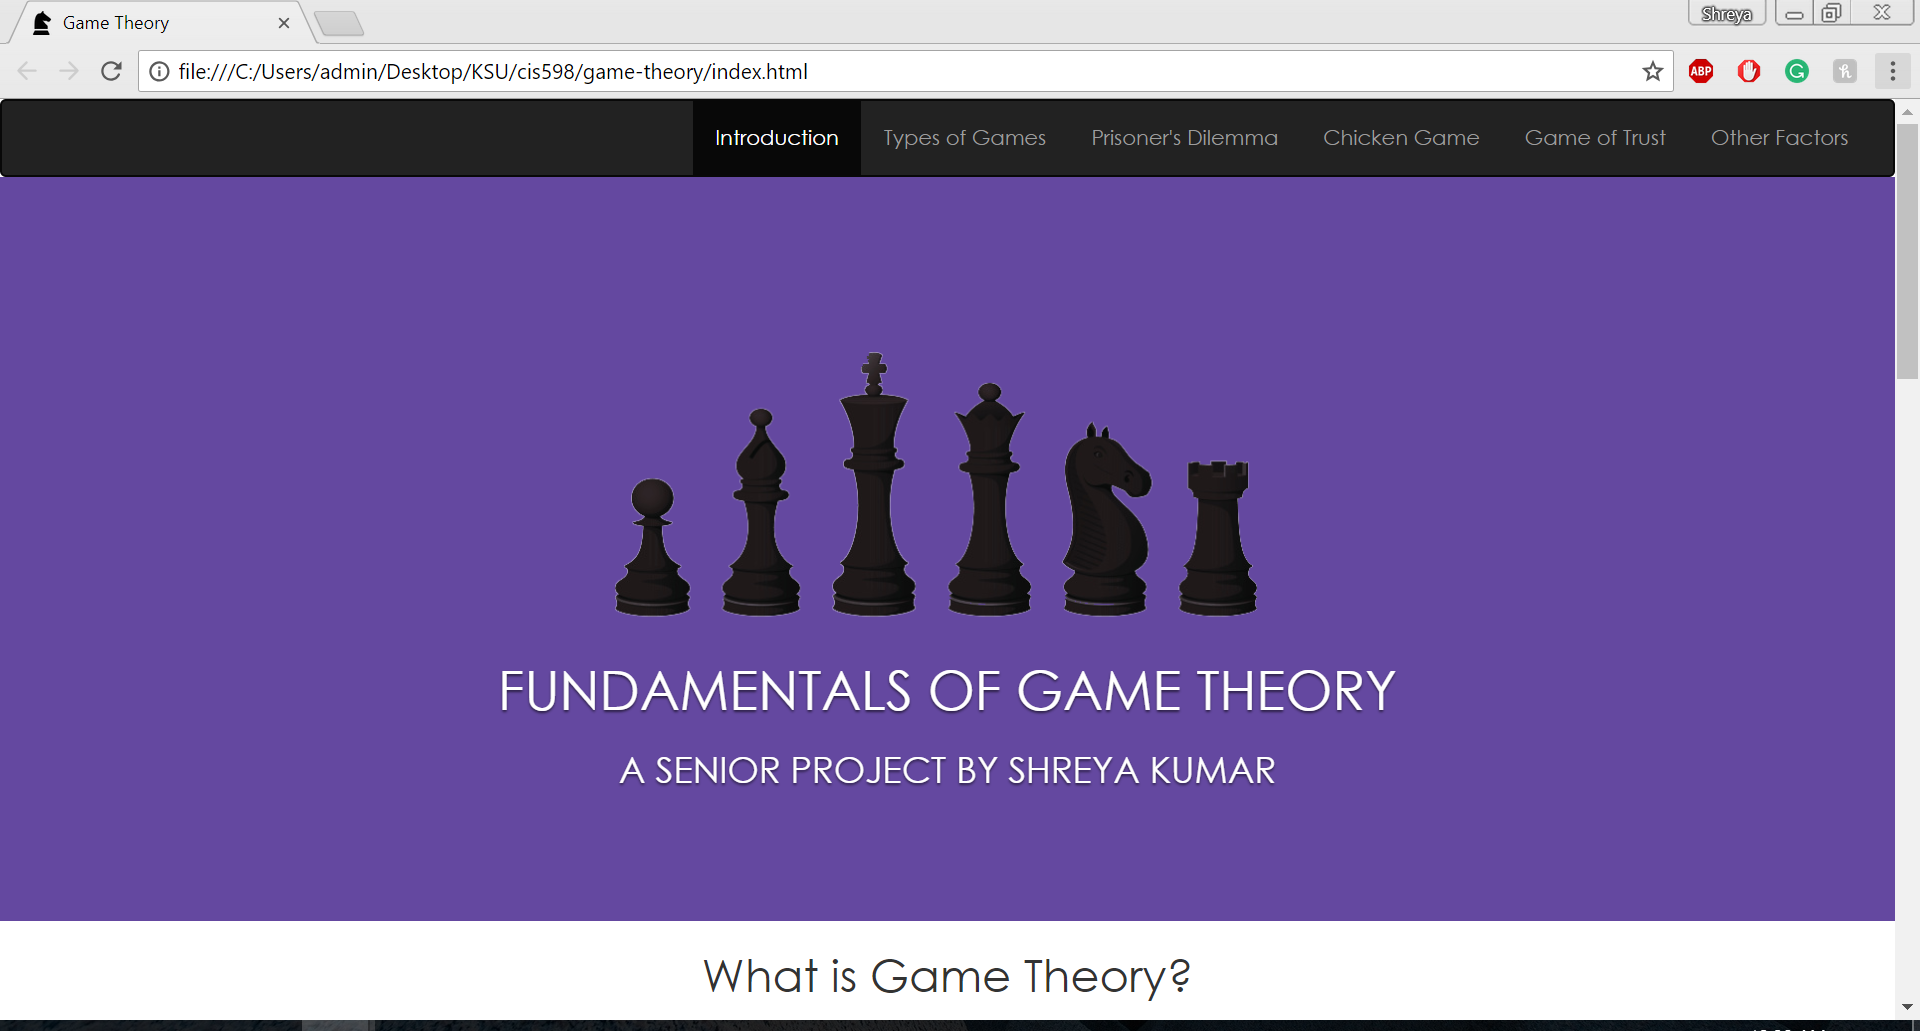 Game Theory
Shreya
file:///C:/Users/admin/Desktop/KSU/cis598/game-theory/index.html
ABP
Introduction Types of Games Prisoner's Dilemma Chicken Game Game of Trust Other Factors
FUNDAMENTALS OF GAME THEORY
A SENIOR PROJECT BY SHREYA KUMAR
What is Game Theory?